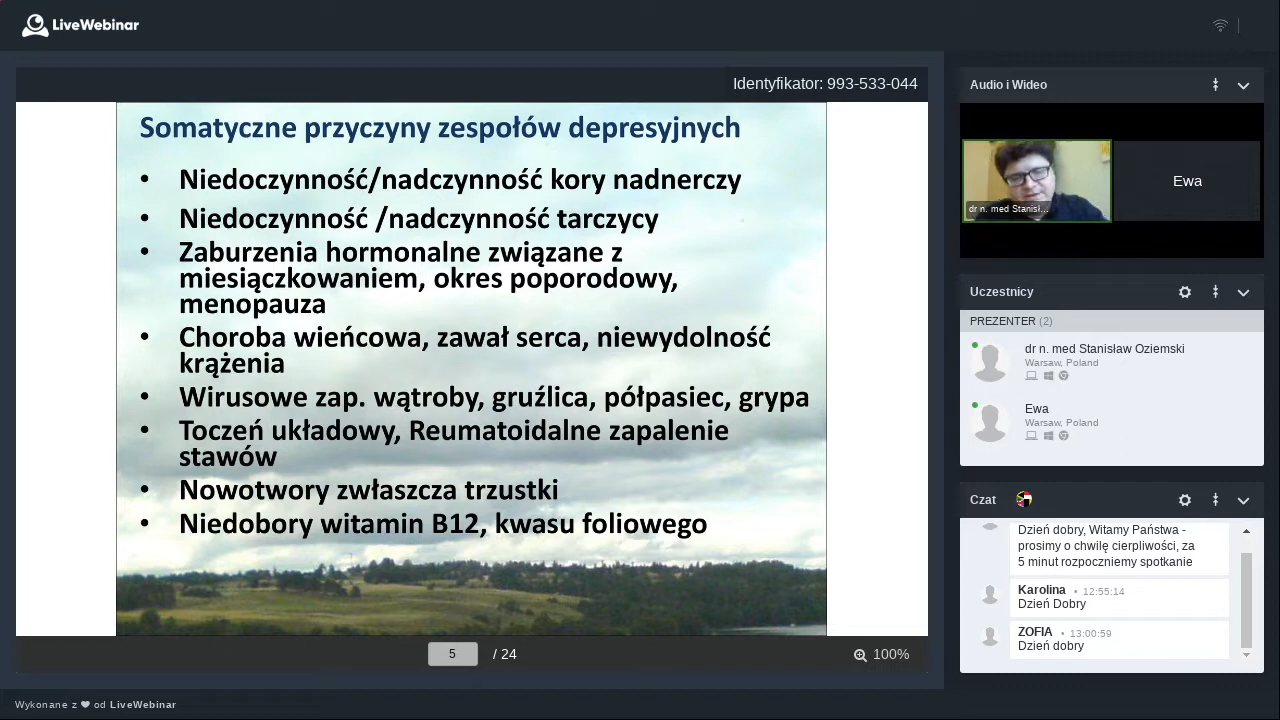 LiveWebinar
Identyfikator: 993-533-044
Somatyczne przyczyny zespołów depresyjnych
• Niedoczynność/nadczynność kory nadnerczy
• Niedoczynność /nadczynność tarczycy
• Zaburzenia hormonalne związane z
miesiączkowaniem, okres poporodowy,
menopauza
• Choroba wieńcowa, zawał serca, niewydolność
krążenia
• Wirusowe zap. wątroby, gruźlica, półpasiec, grypa
• Toczeń układowy, Reumatoidalne zapalenie
stawów
• Nowotwory zwłaszcza trzustki
• Niedobory witamin B12, kwasu foliowego
5 / 24
100%
Audio i Wideo
dr n. med Stanisł...
Ewa
Uczestnicy
PREZENTER (2)
dr n. med Stanisław Oziemski
Warsaw, Poland
Ewa
Warsaw, Poland
Czat
Dzień dobry, Witamy Państwa -
prosimy o chwilę cierpliwości, za
5 minut rozpoczniemy spotkanie
Karolina • 12:55:14
Dzień Dobry
ZOFIA • 13:00:59
Dzień dobry
Wykonane z ❤ od LiveWebinar